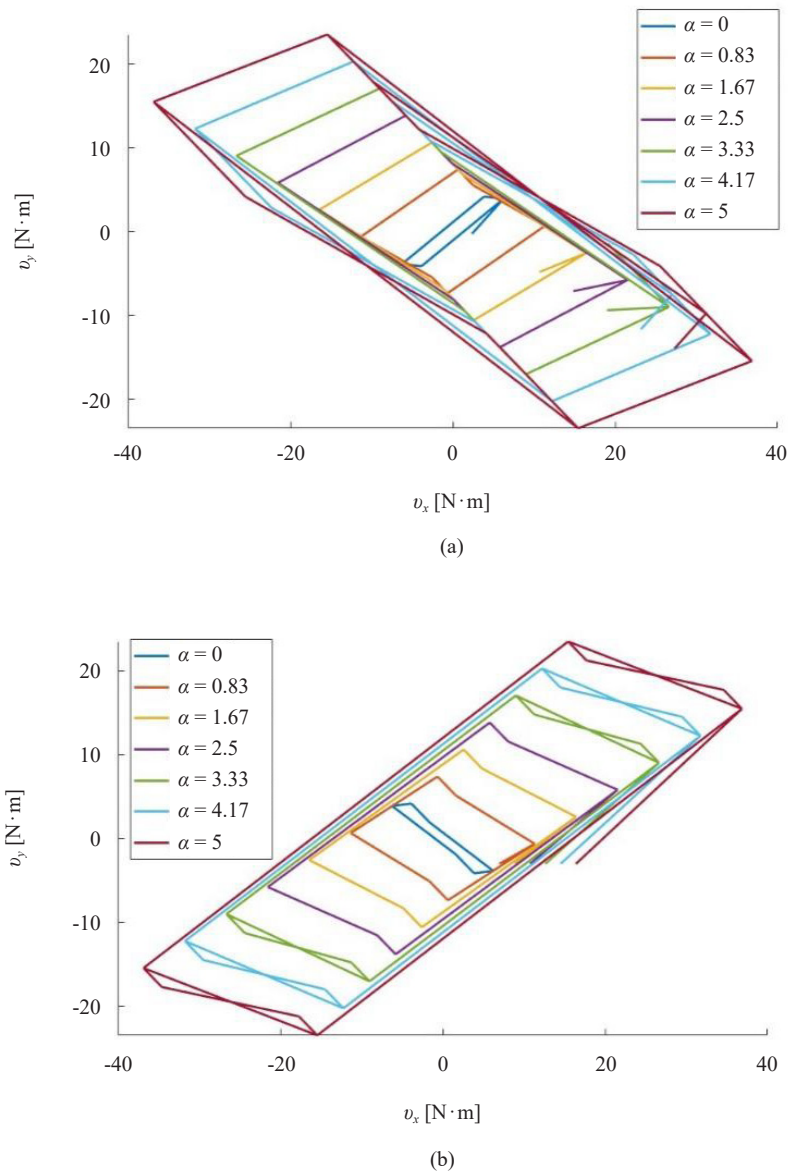 α = 0
α = 0.83
α = 1.67
α = 2.5
α = 3.33
α = 4.17
α = 5
20
10
0
-10
-20
υy [N·m]
-40
-20
0
20
40
υx [N·m]
(a)
α = 0
α = 0.83
α = 1.67
α = 2.5
α = 3.33
α = 4.17
α = 5
20
10
0
-10
-20
υy [N·m]
-40
-20
0
20
40
υx [N·m]
(b)